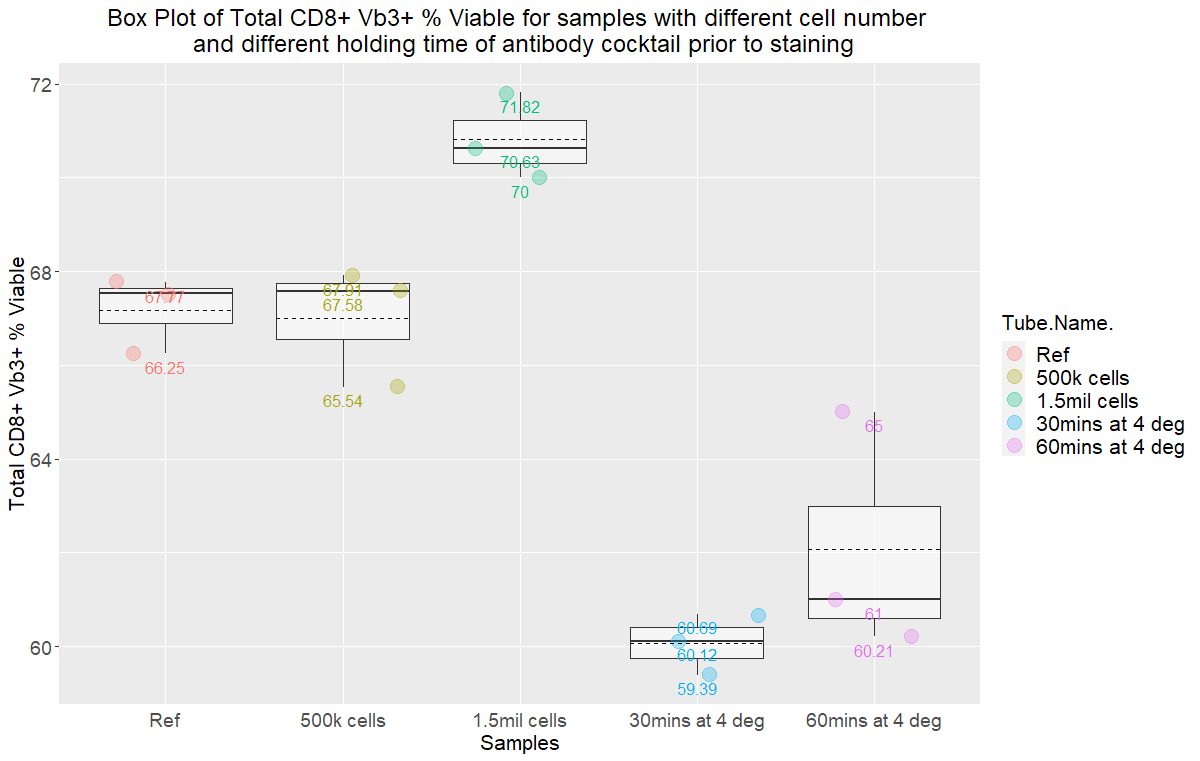 Box Plot of Total CD8+ Vb3+ % Viable for samples with different cell number
and different holding time of antibody cocktail prior to staining
Total CD8+ Vb3+ % Viable
72
68
64
60
71.82
70.63
70
67.77
66.25
67.91
67.58
65.54
60.69
60.12
59.39
65
61
60.21
Ref
500k cells
1.5mil cells
30mins at 4 deg
60mins at 4 deg
Samples
Tube.Name.
Ref
500k cells
1.5mil cells
30mins at 4 deg
60mins at 4 deg